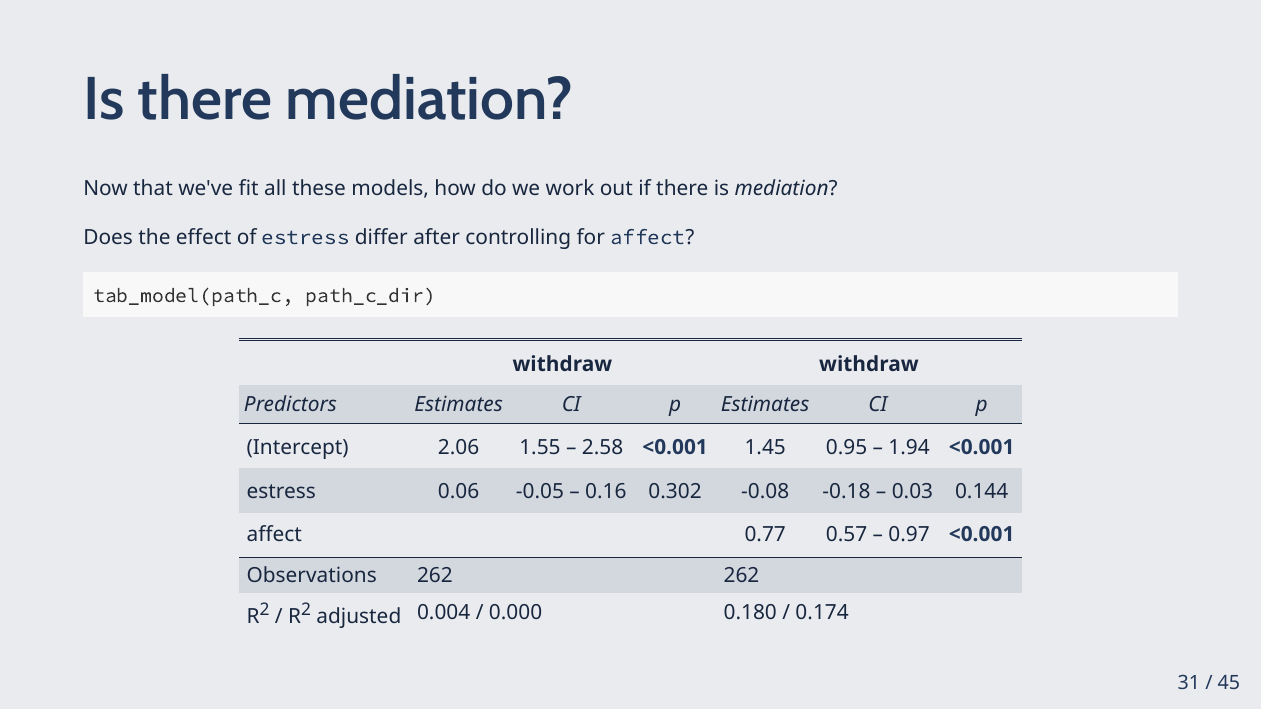 Is there mediation?
Now that we've fit all these models, how do we work out if there is mediation?
Does the effect of estress differ after controlling for affect?
tab_model(path_c, path_c_dir)
withdraw withdraw
Predictors Estimates CI p Estimates CI p
(Intercept) 2.06 1.55 – 2.58 <0.001 1.45 0.95 – 1.94 <0.001
estress 0.06 -0.05 – 0.16 0.302 -0.08 -0.18 – 0.03 0.144
affect 0.77 0.57 – 0.97 <0.001
Observations 262 262
R2 / R2 adjusted 0.004 / 0.000 0.180 / 0.174
31 / 45